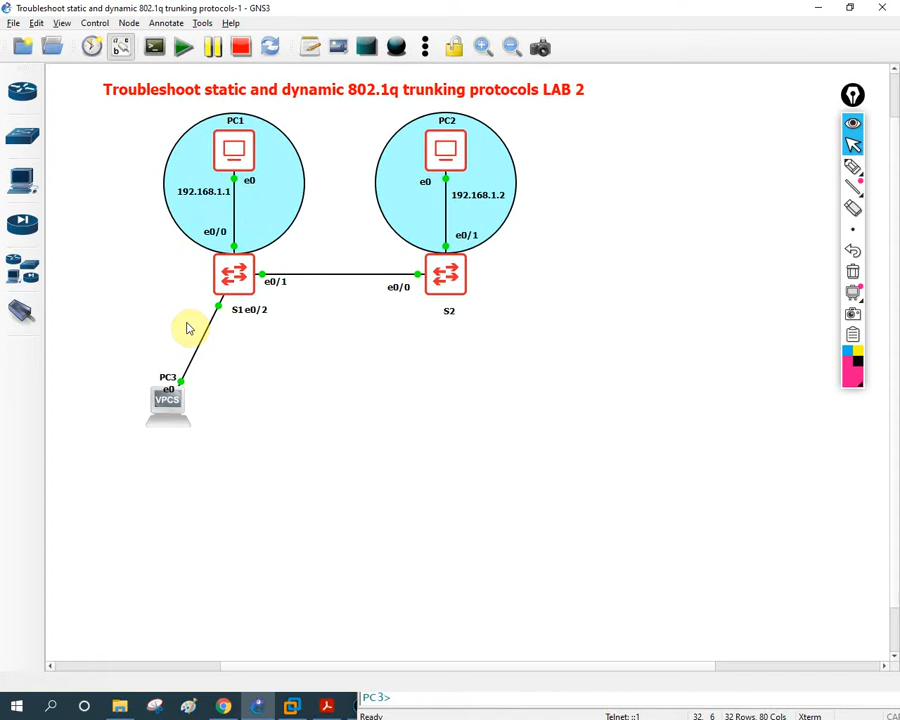 Troubleshoot static and dynamic 802.1q trunking protocols-1 - GNS3
File Edit View Control Node Annotate Tools Help
Troubleshoot static and dynamic 802.1q trunking protocols LAB 2
PC1
PC2
e0
e0
192.168.1.1
192.168.1.2
e0/0
e0/1
e0/1
e0/0
S1 e0/2
S2
PC3
e0
VPCS
PC3>
Ready
Telnet: ::1
32, 6
32 Rows, 80 Cols
Xterm